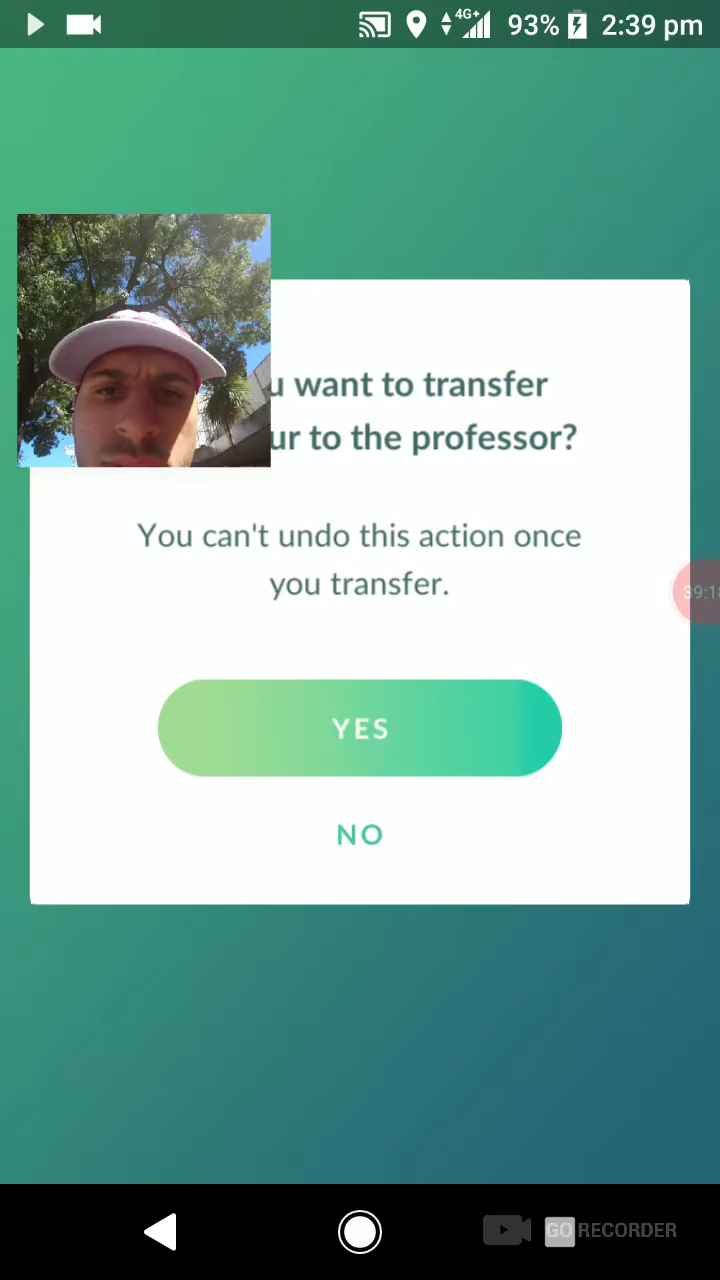 4G+ 93% 2:39 pm
want to transfer
to the professor?
You can't undo this action once
you transfer.
YES
NO
GO RECORDER